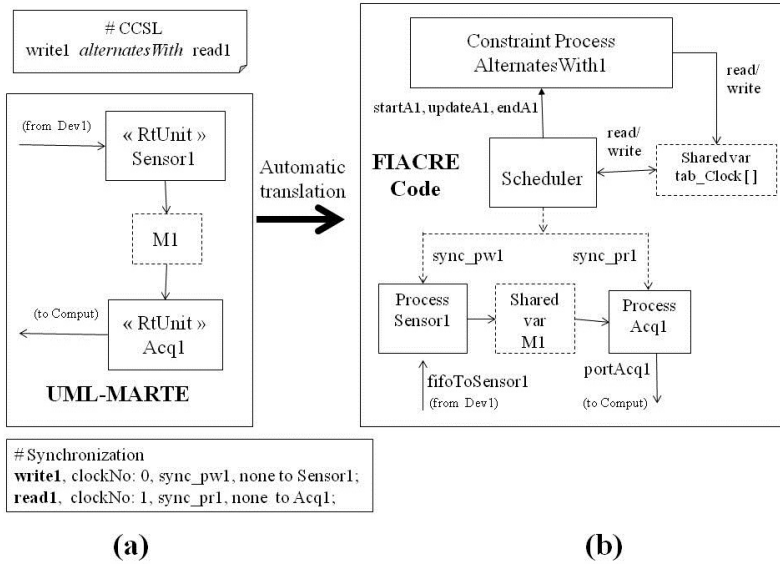 # CCSL
write1 alternatesWith read1
(from Dev1)
« RtUnit »
Sensor1
M1
(to Comput)
« RtUnit »
Acq1
UML-MARTE
Automatic
translation
Constraint Process
AlternatesWith1
startA1, updateA1, endA1
read/
write
FIACRE
Code
Scheduler
read/
write
Shared var
tab_Clock[ ]
sync_pw1
sync_pr1
Process
Sensor1
Shared
var
M1
Process
Acq1
fifoToSensor1
(from Dev1)
portAcq1
(to Comput)
# Synchronization
write1, clockNo: 0, sync_pw1, none to Sensor1;
read1, clockNo: 1, sync_pr1, none to Acq1;
(a)
(b)